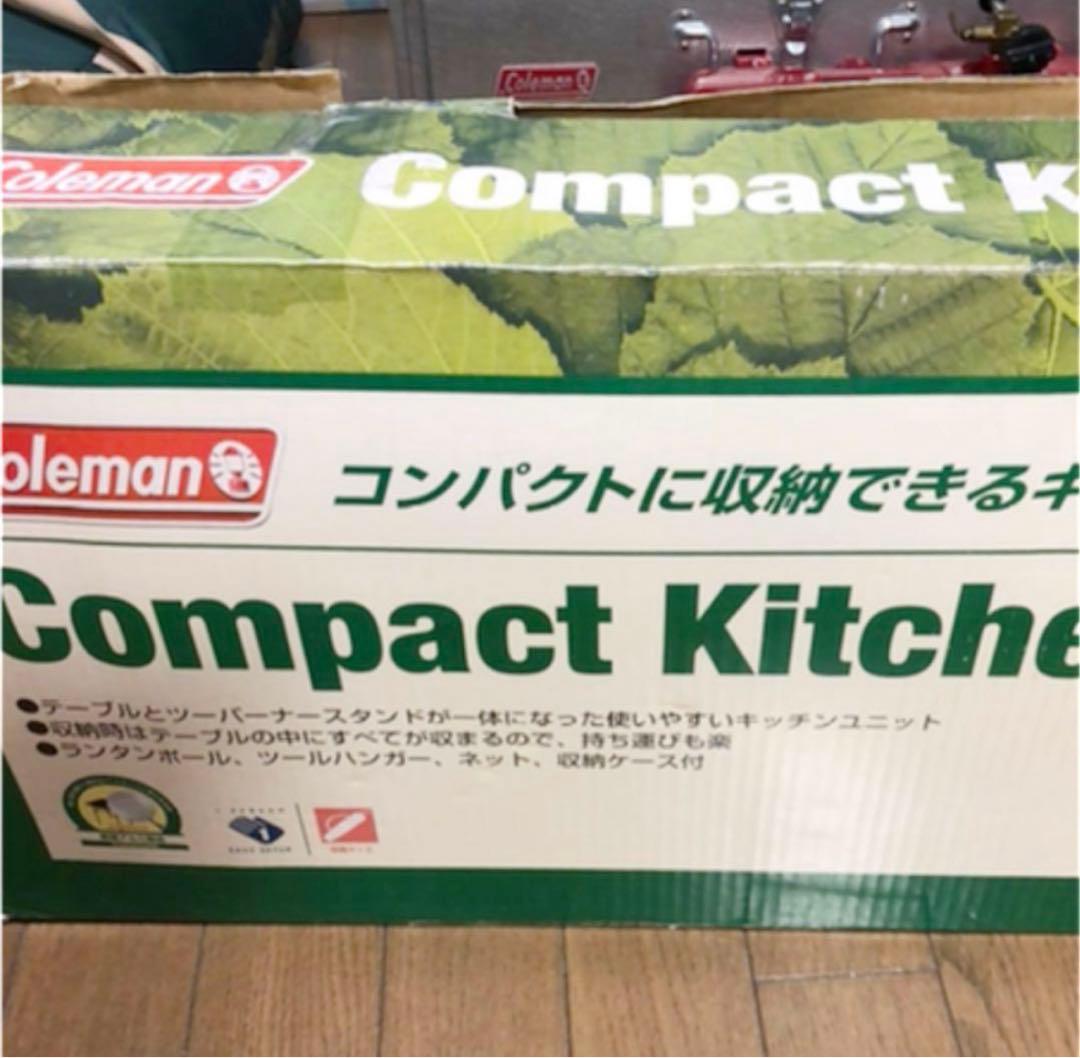 Coleman
Coleman
Compact K
oleman
コンパクトに収納できるキ
Compact Kitche
●テーブルとツーバーナースタンドが一体になった使いやすいキッチンユニット
●収納時はテーブルの中にすべてが収まるので、持ち運びも楽
●ランタンポール、ツールハンガー、ネット、収納ケース付